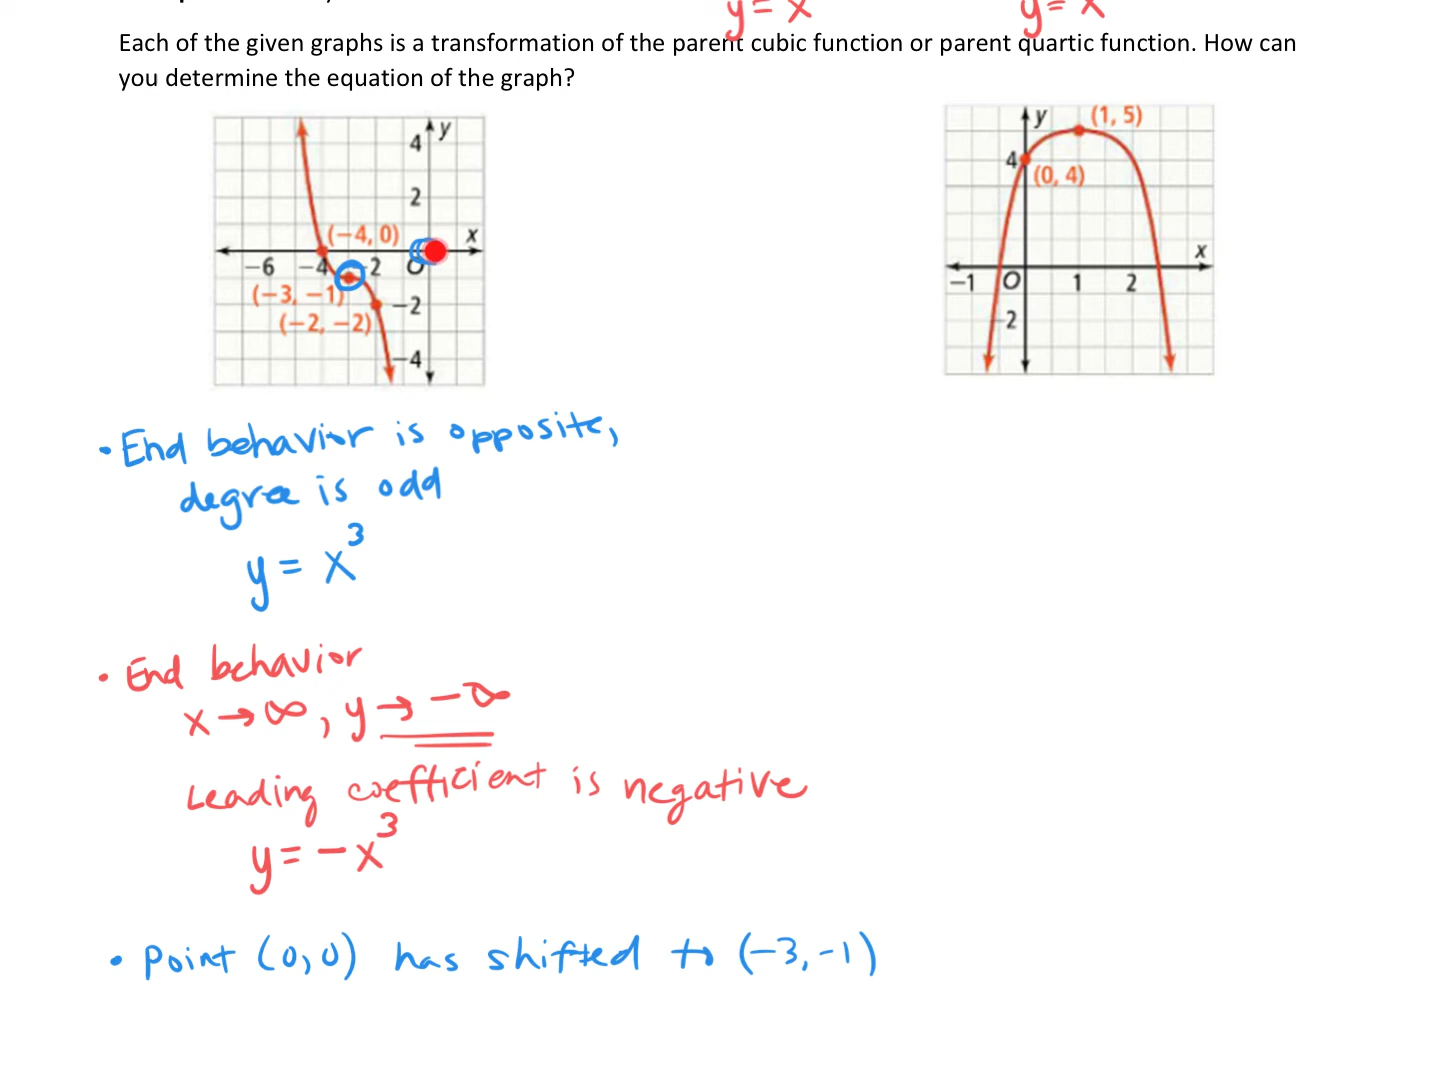 y = x
y = x
Each of the given graphs is a transformation of the parent cubic function or parent quartic function. How can
you determine the equation of the graph?
4 y
2
(−4, 0) x
−6 −4 −2 O
(−3, −1) −2
(−2, −2)
−4
y (1, 5)
4 (0, 4)
x
−1 O 1 2
−2
• End behavior is opposite,
degree is odd
y = x³
• End behavior
x → ∞, y → −∞
Leading coefficient is negative
y = −x³
• Point (0,0) has shifted to (−3,−1)